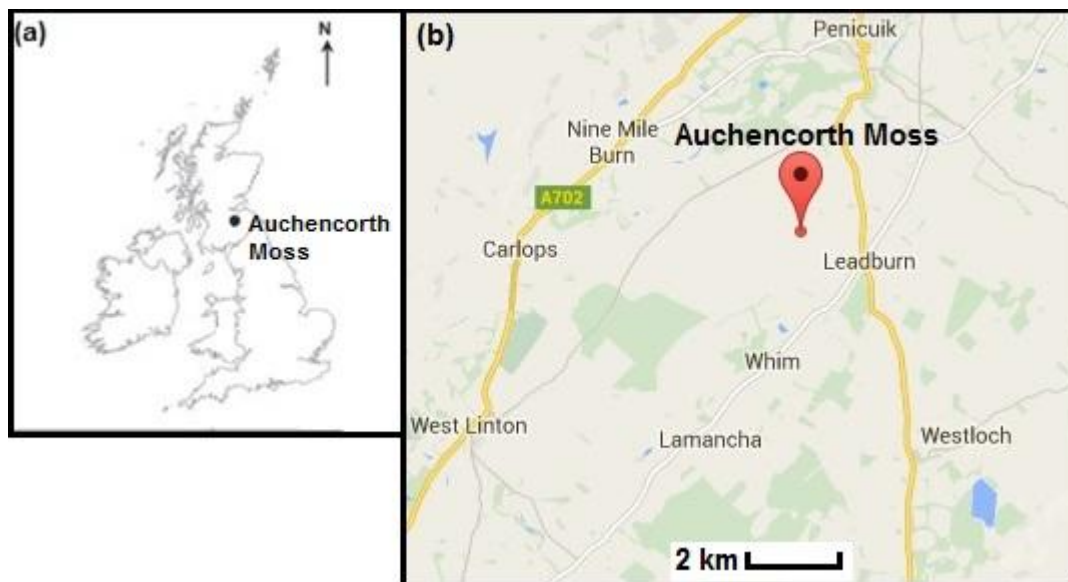 (a)
N
Auchencorth
Moss
(b)
Penicuik
Nine Mile
Burn
Auchencorth Moss
A702
Carlops
Leadburn
Whim
West Linton
Lamancha
Westloch
2 km